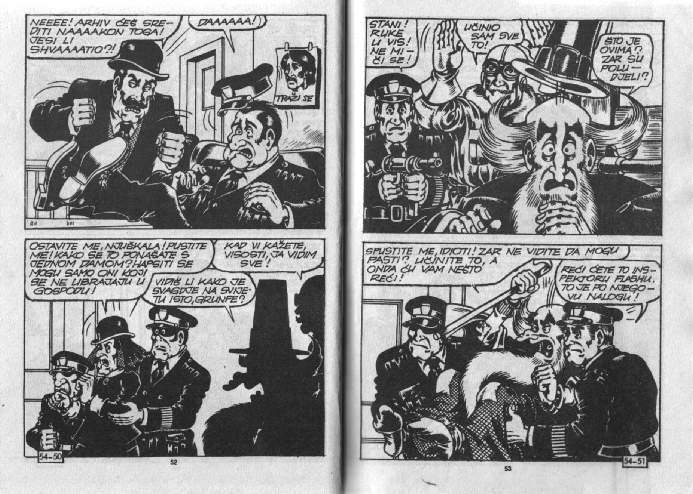 NEEEE! ARHIV ĆEŠ SRE-
DITI NAAAAKON TOGA!
JESI LI
SHVAAAATIO?!
DAAAAAA!
TRAŽI SE
OSTAVITE ME, NJUŠKALA! PUSTITE
ME! KAKO SE TO PONAŠATE S
JEDNOM DAMOM? HAPSITI SE
MOGU SAMO ONI KOJI
SE NE UBRAJAJU U
GOSPODU!
VIDIŠ LI KAKO JE
SVAGDJE NA SVIJE-
TU ISTO, GRUNFE?
KAD VI KAŽETE,
VISOSTI, JA VIDIM
SVE!
54-50
52
STANI!
RUKE
U VIS!
NE MI-
ČI SE!
UČINIO
SAM SVE
TO!
ŠTO JE
OVIMA?
ZAR SU
POLU-
DJELI?
SPUSTITE ME, IDIOTI! ZAR NE VIDITE DA MOGU
PASTI? UČINITE TO, A
ONDA ĆU VAM NEŠTO
REĆI!
REĆI ĆETE TO INS-
PEKTORU FLASHU.
TO JE PO NJEGO-
VU NALOGU!
53
54-51